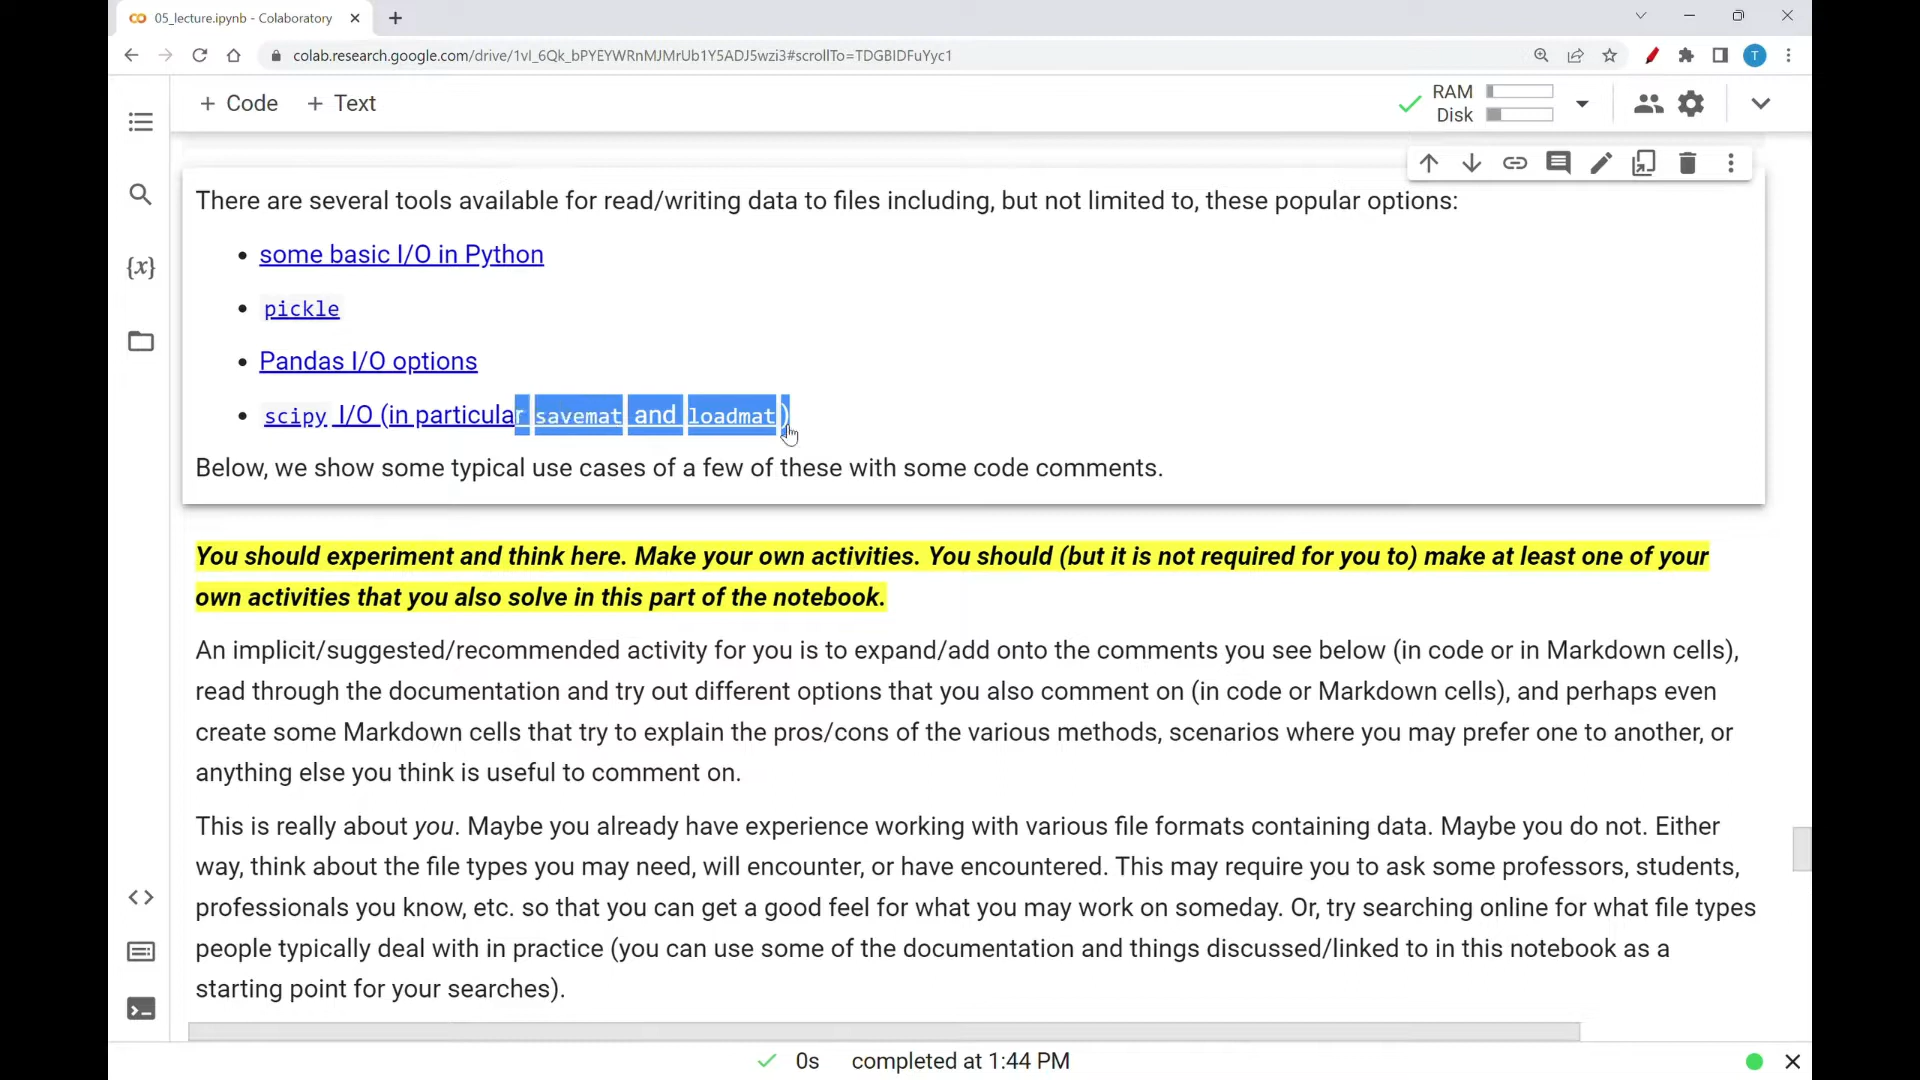 05_lecture.ipynb - Colaboratory
colab.research.google.com/drive/1vl_6Qk_bPYEYWRnMJMrUb1Y5ADJ5wzi3#scrollTo=TDGBIDFuYyc1
T
+ Code + Text
RAM
Disk
There are several tools available for read/writing data to files including, but not limited to, these popular options:
• some basic I/O in Python
{x}
• pickle
• Pandas I/O options
• scipy I/O (in particular savemat and loadmat)
Below, we show some typical use cases of a few of these with some code comments.
You should experiment and think here. Make your own activities. You should (but it is not required for you to) make at least one of your
own activities that you also solve in this part of the notebook.
An implicit/suggested/recommended activity for you is to expand/add onto the comments you see below (in code or in Markdown cells),
read through the documentation and try out different options that you also comment on (in code or Markdown cells), and perhaps even
create some Markdown cells that try to explain the pros/cons of the various methods, scenarios where you may prefer one to another, or
anything else you think is useful to comment on.
This is really about you. Maybe you already have experience working with various file formats containing data. Maybe you do not. Either
way, think about the file types you may need, will encounter, or have encountered. This may require you to ask some professors, students,
professionals you know, etc. so that you can get a good feel for what you may work on someday. Or, try searching online for what file types
people typically deal with in practice (you can use some of the documentation and things discussed/linked to in this notebook as a
starting point for your searches).
0s completed at 1:44 PM